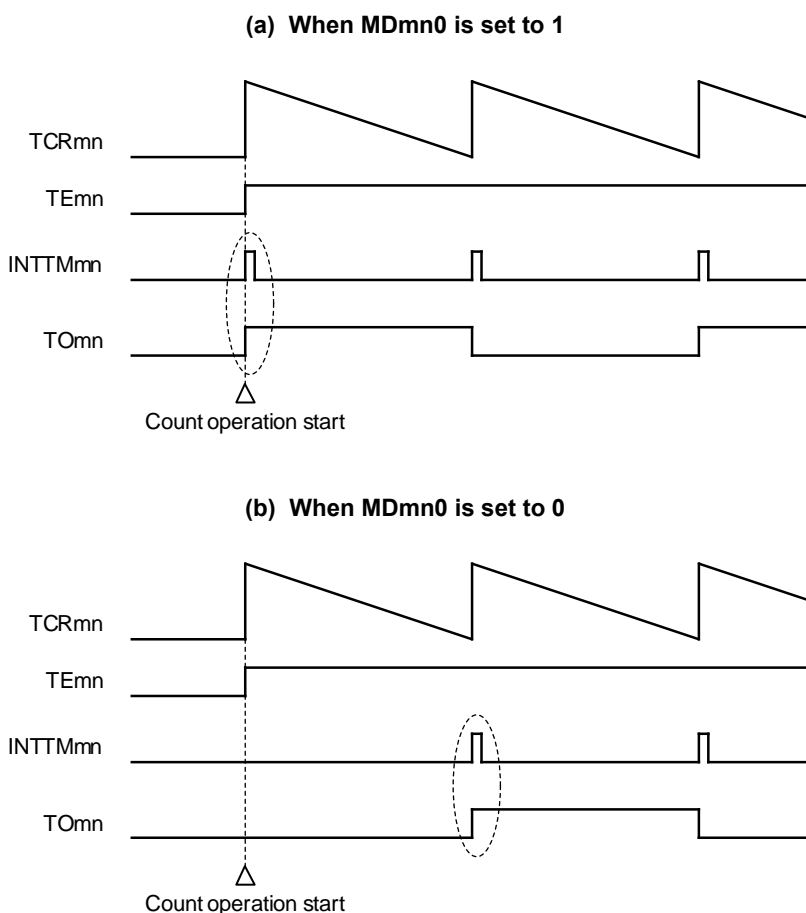 (a) When MDmn0 is set to 1
TCRmn
TEmn
INTTMmn
TOmn
Count operation start
(b) When MDmn0 is set to 0
TCRmn
TEmn
INTTMmn
TOmn
Count operation start